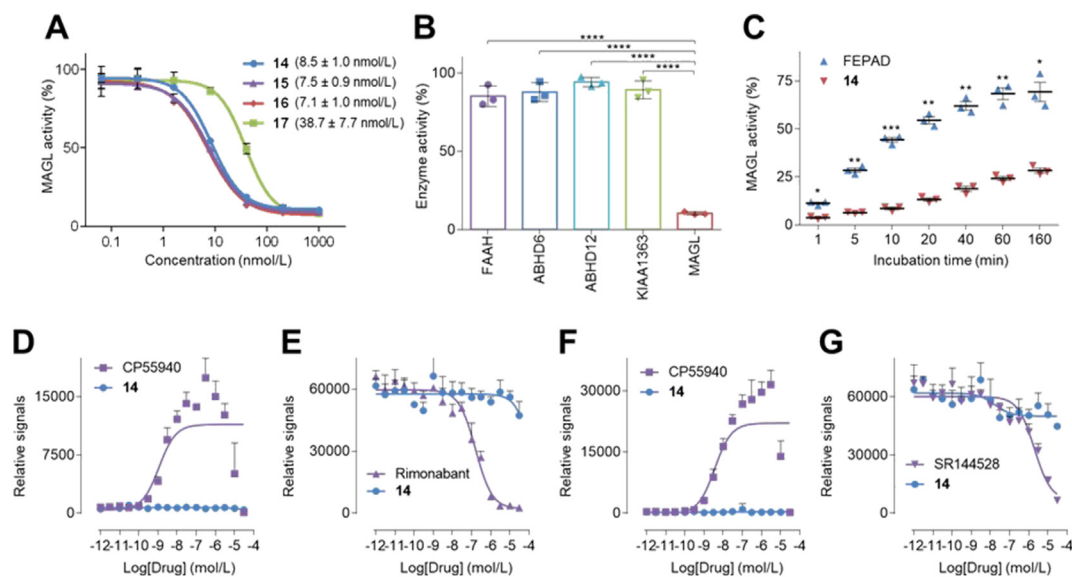 A
MAGL activity (%)
100
50
0
0.1 1 10 100 1000
Concentration (nmol/L)
14 (8.5 ± 1.0 nmol/L)
15 (7.5 ± 0.9 nmol/L)
16 (7.1 ± 1.0 nmol/L)
17 (38.7 ± 7.7 nmol/L)
B
Enzyme activity (%)
100
50
0
****
****
****
****
FAAH
ABHD6
ABHD12
KIAA1363
MAGL
C
MAGL activity (%)
75
50
25
0
FEPAD
14
* ** *** ** ** ** *
1 5 10 20 40 60 160
Incubation time (min)
D
Relative signals
15000
7500
0
CP55940
14
-12 -11 -10 -9 -8 -7 -6 -5 -4
Log[Drug] (mol/L)
E
Relative signals
60000
30000
0
Rimonabant
14
-12 -11 -10 -9 -8 -7 -6 -5 -4
Log[Drug] (mol/L)
F
Relative signals
30000
15000
0
CP55940
14
-12 -11 -10 -9 -8 -7 -6 -5 -4
Log[Drug] (mol/L)
G
Relative signals
60000
30000
0
SR144528
14
-12 -11 -10 -9 -8 -7 -6 -5 -4
Log[Drug] (mol/L)